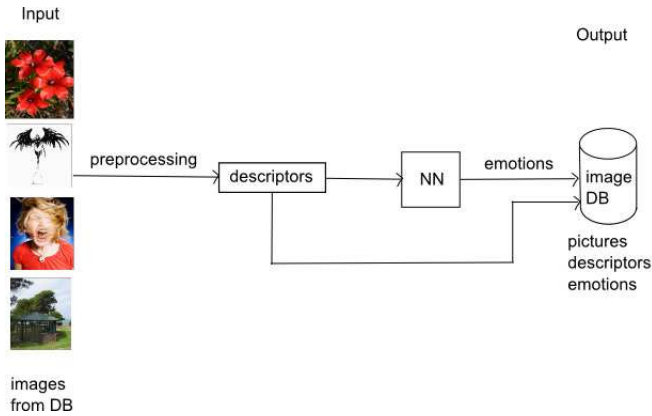 Input
Output
preprocessing
descriptors
NN
emotions
image
DB
pictures
descriptors
emotions
images
from DB